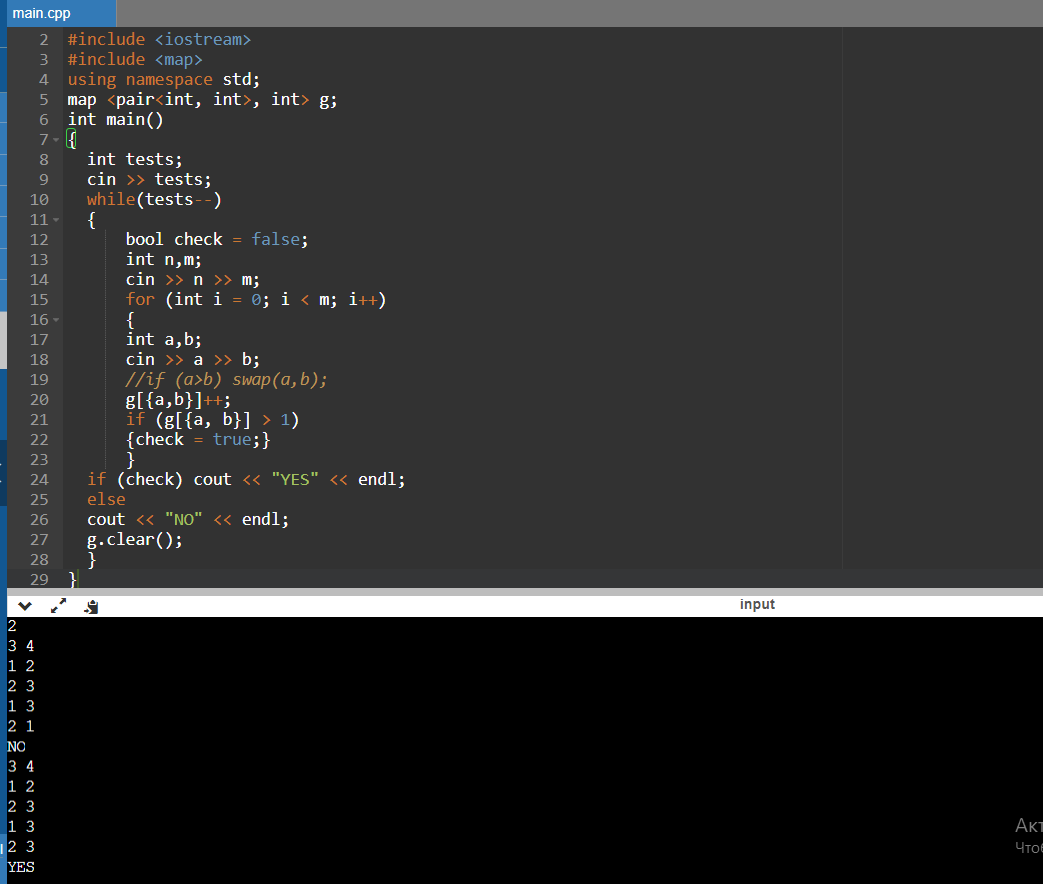 main.cpp
2 #include <iostream>
3 #include <map>
4 using namespace std;
5 map <pair<int, int>, int> g;
6 int main()
7 {
8 int tests;
9 cin >> tests;
10 while(tests--)
11 {
12 bool check = false;
13 int n,m;
14 cin >> n >> m;
15 for (int i = 0; i < m; i++)
16 {
17 int a,b;
18 cin >> a >> b;
19 //if (a>b) swap(a,b);
20 g[{a,b}]++;
21 if (g[{a, b}] > 1)
22 {check = true;}
23 }
24 if (check) cout << "YES" << endl;
25 else
26 cout << "NO" << endl;
27 g.clear();
28 }
29 }
input
2
3 4
1 2
2 3
1 3
2 1
NO
3 4
1 2
2 3
1 3
2 3
YES